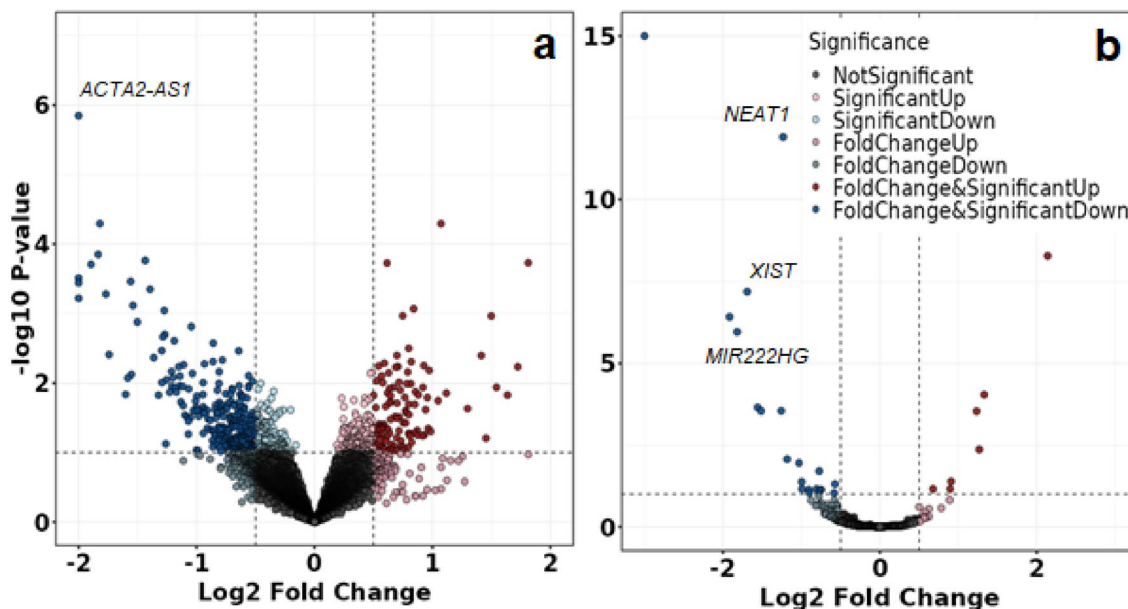 a
ACTA2-AS1
-log10 P-value
6
4
2
0
-2
-1
0
1
2
Log2 Fold Change
b
15
10
5
0
Significance
NotSignificant
SignificantUp
SignificantDown
FoldChangeUp
FoldChangeDown
FoldChange&SignificantUp
FoldChange&SignificantDown
NEAT1
XIST
MIR222HG
-2
0
2
Log2 Fold Change